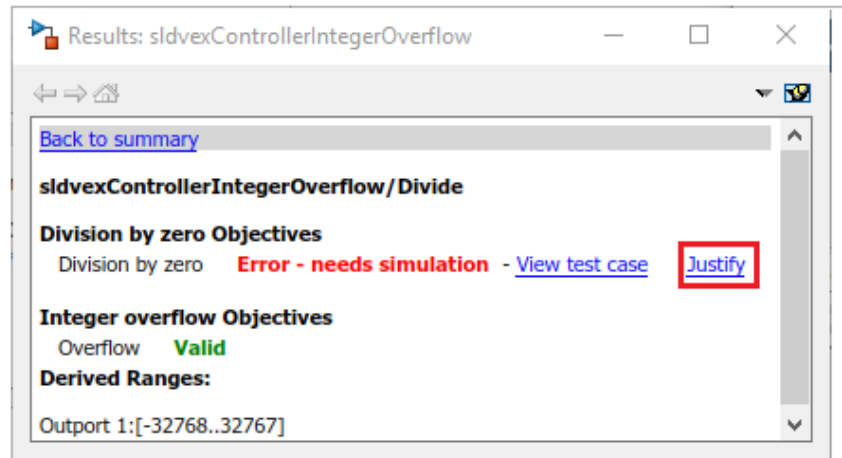 Results: sldvexControllerIntegerOverflow
Back to summary
sldvexControllerIntegerOverflow/Divide
Division by zero Objectives
Division by zero Error - needs simulation - View test case Justify
Integer overflow Objectives
Overflow Valid
Derived Ranges:
Outport 1:[-32768..32767]